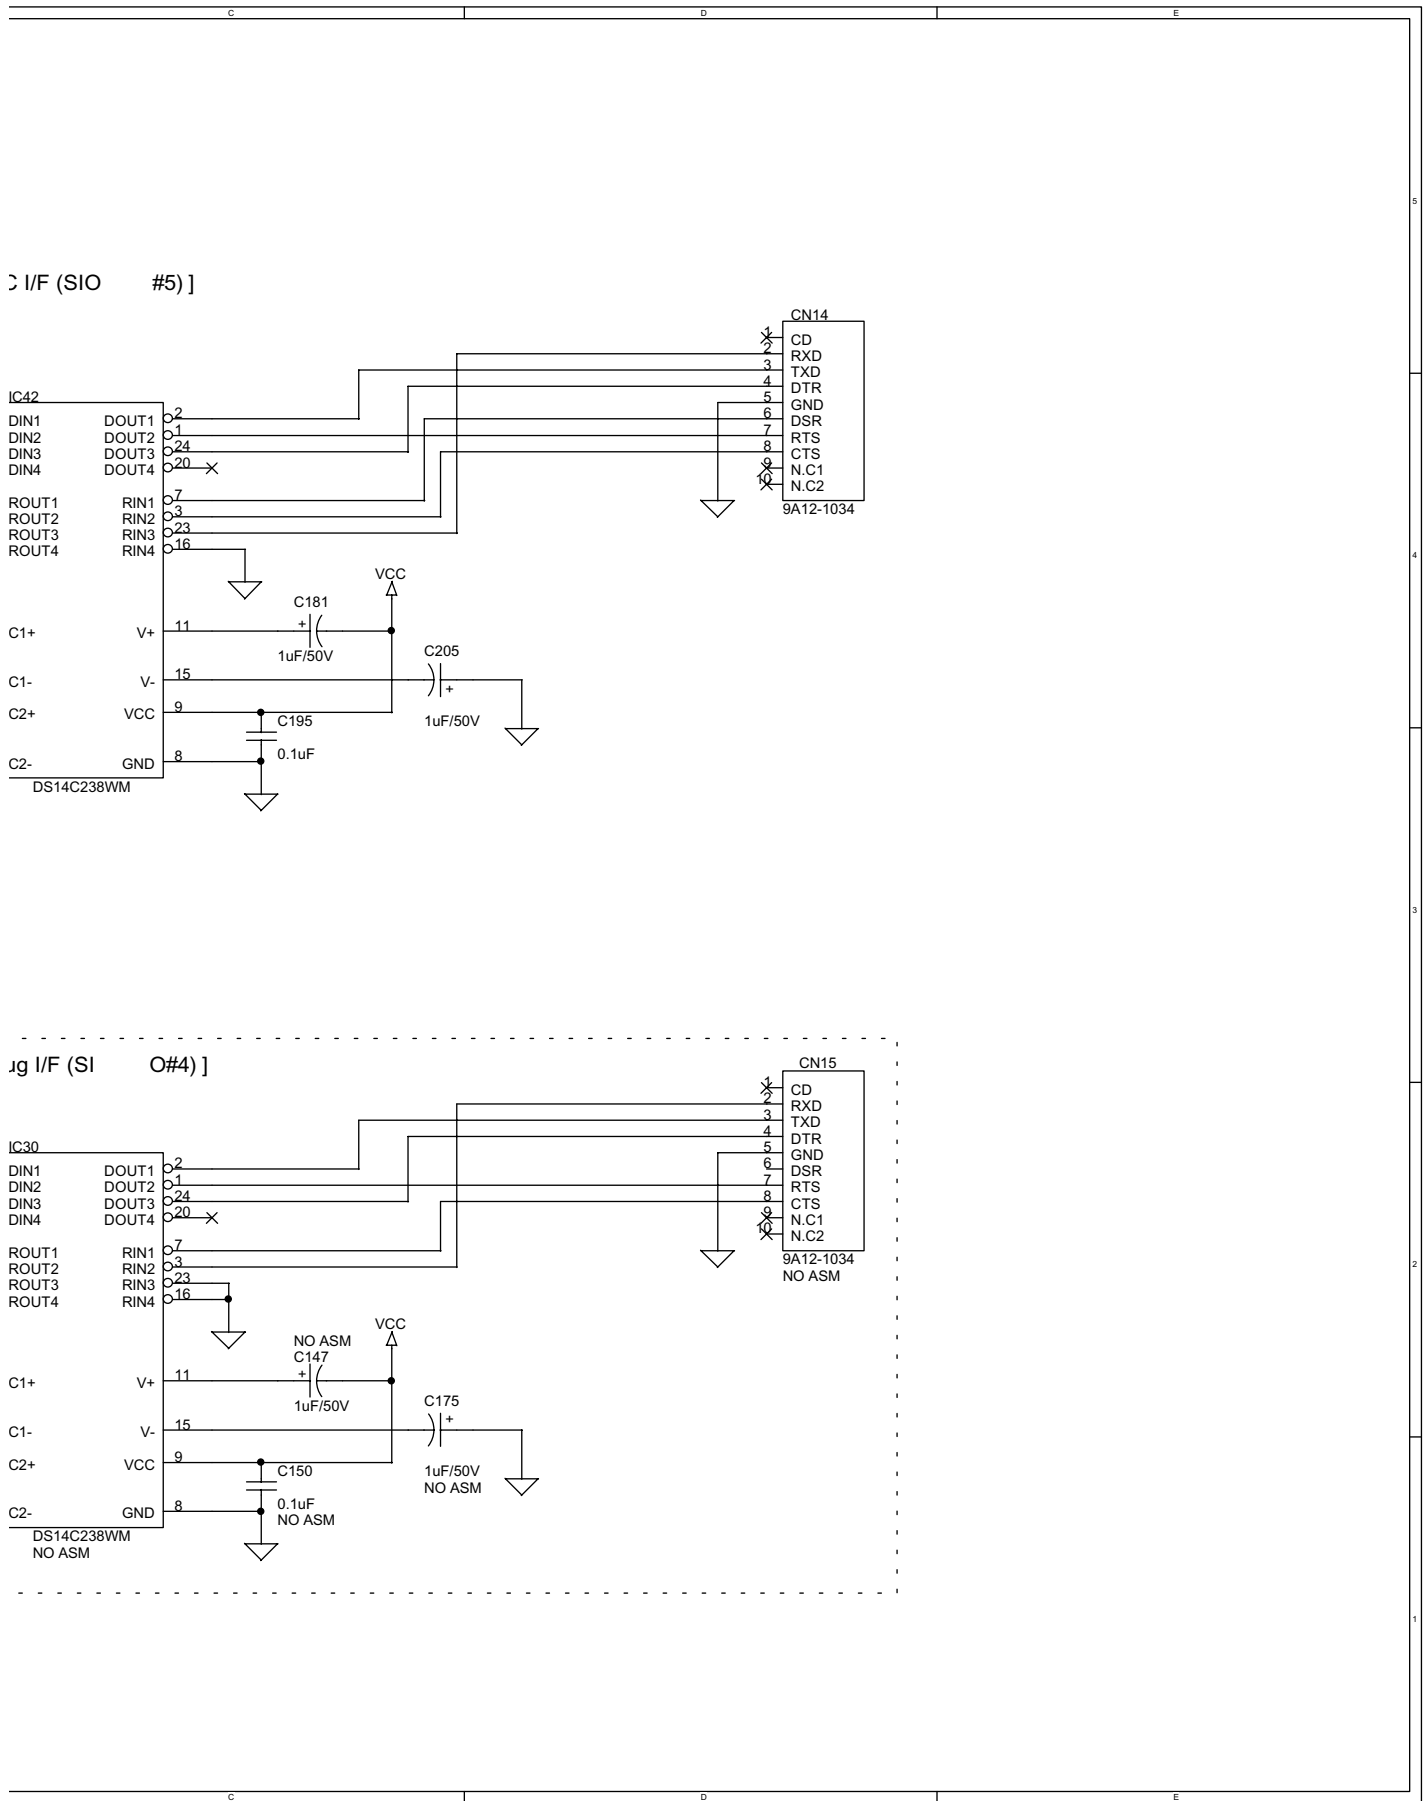 C D E
5
C I/F (SIO #5) ]
CN14
1 CD
2 RXD
3 TXD
4 DTR
5 GND
6 DSR
7 RTS
8 CTS
9 N.C1
10 N.C2
9A12-1034
IC42
DIN1 DOUT1 2
DIN2 DOUT2 1
DIN3 DOUT3 24
DIN4 DOUT4 20
ROUT1 RIN1 7
ROUT2 RIN2 3
ROUT3 RIN3 23
ROUT4 RIN4 16
4
VCC
C181
+
1uF/50V
C1+ V+ 11
C205
+
1uF/50V
C1- V- 15
C2+ VCC 9
C195
0.1uF
C2- GND 8
DS14C238WM
3
ug I/F (SI O#4) ]
CN15
1 CD
2 RXD
3 TXD
4 DTR
5 GND
6 DSR
7 RTS
8 CTS
9 N.C1
10 N.C2
9A12-1034
NO ASM
IC30
DIN1 DOUT1 2
DIN2 DOUT2 1
DIN3 DOUT3 24
DIN4 DOUT4 20
ROUT1 RIN1 7
ROUT2 RIN2 3
ROUT3 RIN3 23
ROUT4 RIN4 16
2
VCC
NO ASM
C147
+
1uF/50V
C1+ V+ 11
C175
+
1uF/50V
NO ASM
C1- V- 15
C2+ VCC 9
C150
0.1uF
NO ASM
C2- GND 8
DS14C238WM
NO ASM
1
C D E